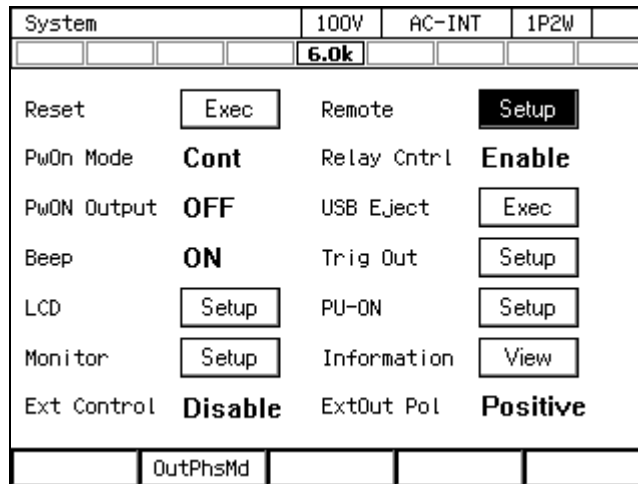 System 100V AC-INT 1P2W
6.0k
Reset Exec Remote Setup
PwOn Mode Cont Relay Cntrl Enable
PwON Output OFF USB Eject Exec
Beep ON Trig Out Setup
LCD Setup PU-ON Setup
Monitor Setup Information View
Ext Control Disable ExtOut Pol Positive
OutPhsMd